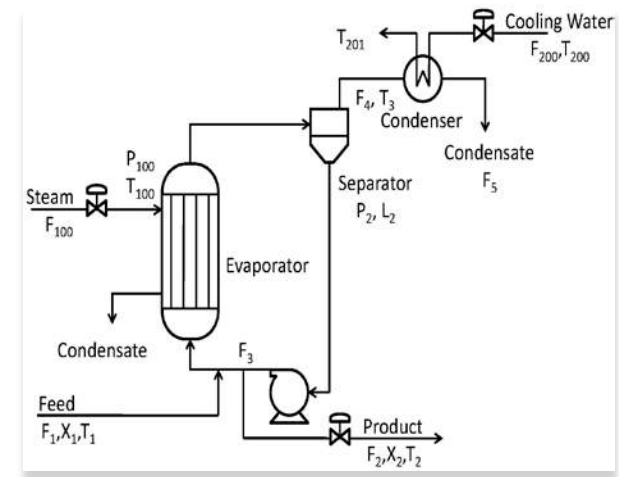 Cooling Water
F200,T200
T201
F4, T3
Condenser
Condensate
F5
P100
T100
Steam
F100
Separator
P2, L2
Evaporator
Condensate
F3
Feed
F1,X1,T1
Product
F2,X2,T2